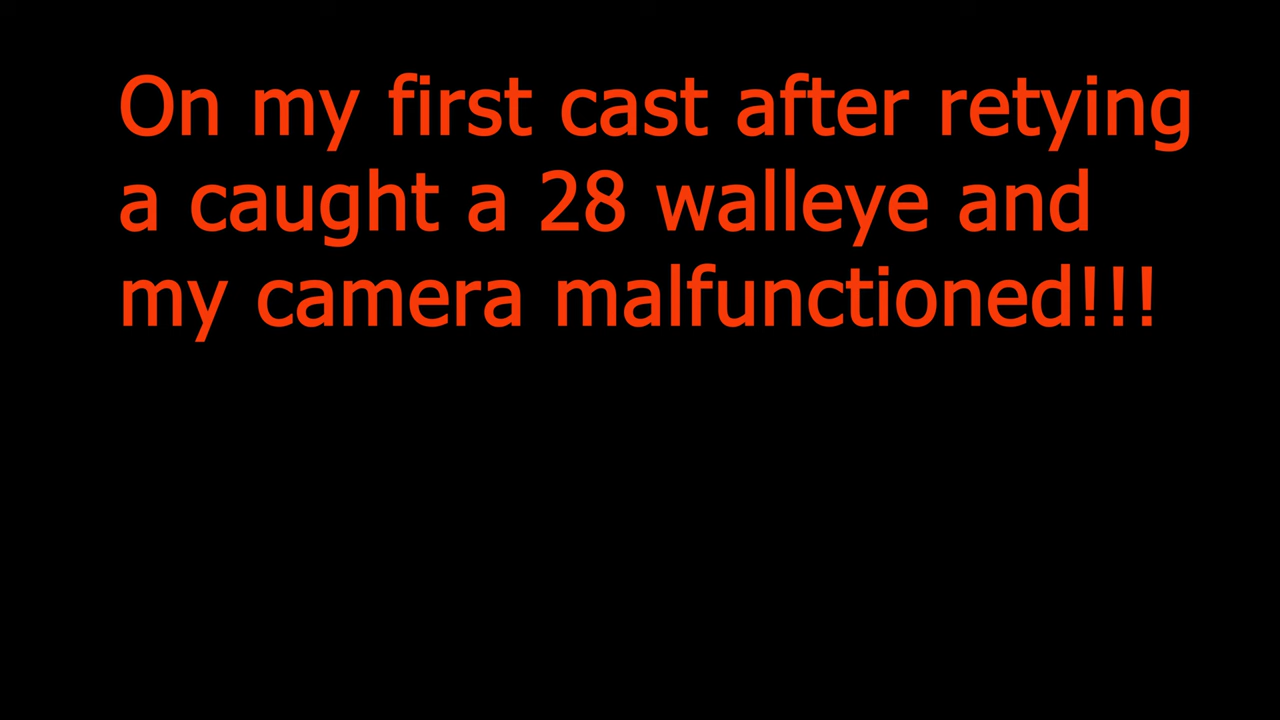 On my first cast after retying
a caught a 28 walleye and
my camera malfunctioned!!!